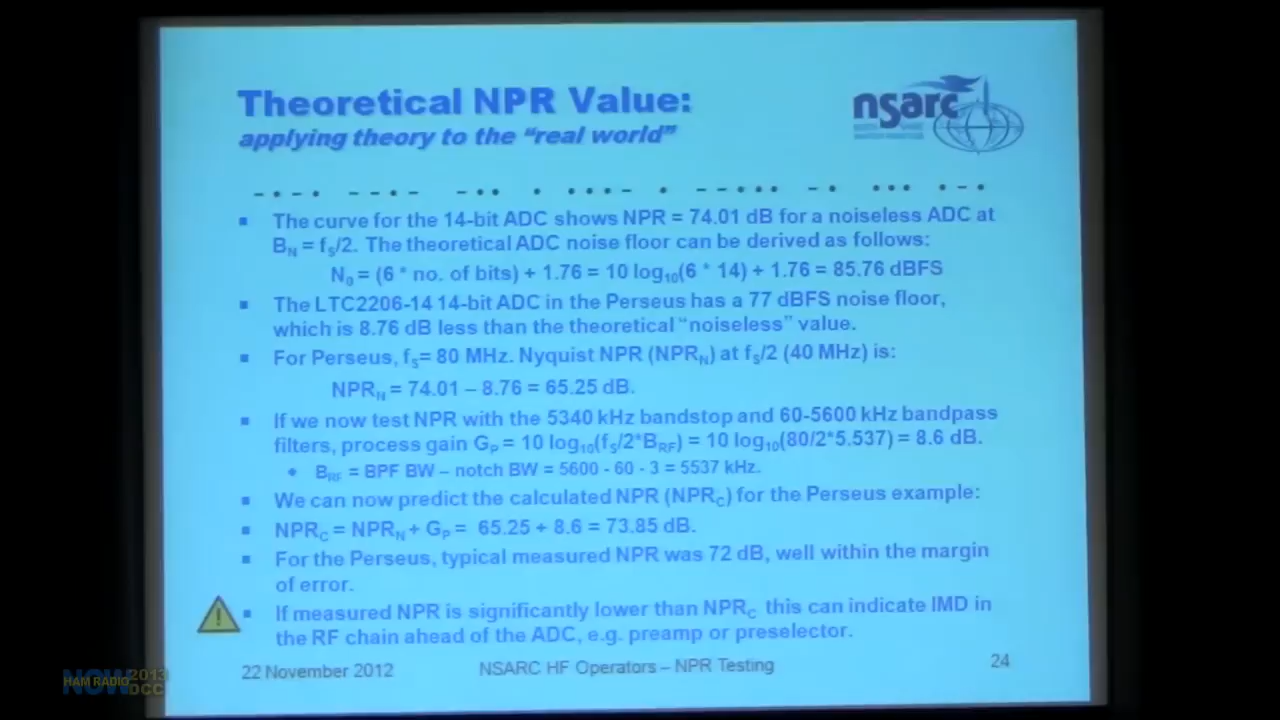 Theoretical NPR Value:
applying theory to the "real world"
nsarc
▪ The curve for the 14-bit ADC shows NPR = 74.01 dB for a noiseless ADC at
BN = fs/2. The theoretical ADC noise floor can be derived as follows:
N0 = (6 * no. of bits) + 1.76 = 10 log10(6 * 14) + 1.76 = 85.76 dBFS
▪ The LTC2206-14 14-bit ADC in the Perseus has a 77 dBFS noise floor,
which is 8.76 dB less than the theoretical "noiseless" value.
▪ For Perseus, fs= 80 MHz. Nyquist NPR (NPRN) at fs/2 (40 MHz) is:
NPRN = 74.01 – 8.76 = 65.25 dB.
▪ If we now test NPR with the 5340 kHz bandstop and 60-5600 kHz bandpass
filters, process gain GP = 10 log10(fs/2*BRF) = 10 log10(80/2*5.537) = 8.6 dB.
• BRF = BPF BW – notch BW = 5600 - 60 - 3 = 5537 kHz.
▪ We can now predict the calculated NPR (NPRC) for the Perseus example:
▪ NPRC = NPRN + GP = 65.25 + 8.6 = 73.85 dB.
▪ For the Perseus, typical measured NPR was 72 dB, well within the margin
of error.
▪ If measured NPR is significantly lower than NPRC this can indicate IMD in
the RF chain ahead of the ADC, e.g. preamp or preselector.
22 November 2012
NSARC HF Operators – NPR Testing
24
HAM RADIO
NOW
2013
DCC